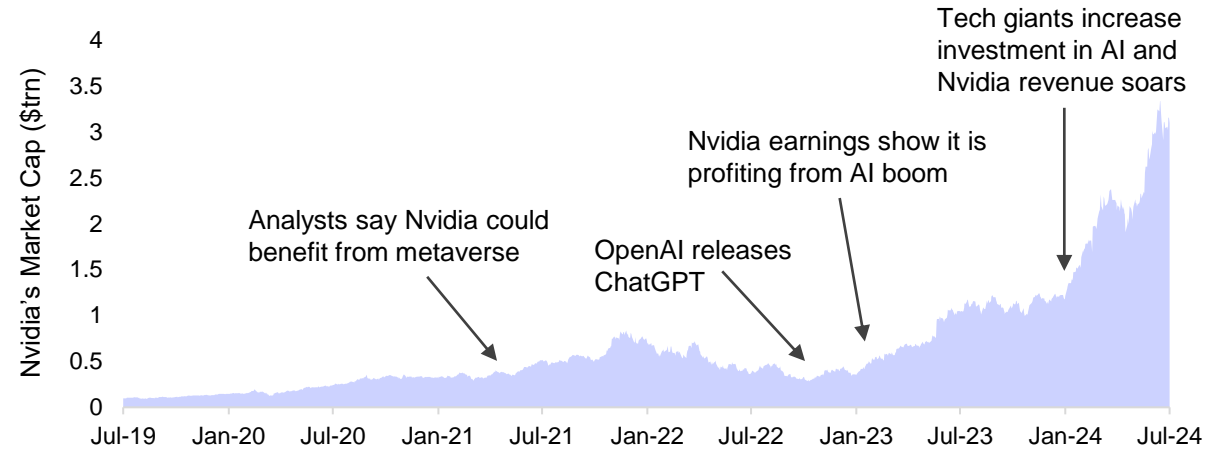 Tech giants increase
investment in AI and
Nvidia revenue soars
Nvidia earnings show it is
profiting from AI boom
Analysts say Nvidia could
benefit from metaverse
OpenAI releases
ChatGPT
Nvidia’s Market Cap ($trn)
4
3.5
3
2.5
2
1.5
1
0.5
0
Jul-19 Jan-20 Jul-20 Jan-21 Jul-21 Jan-22 Jul-22 Jan-23 Jul-23 Jan-24 Jul-24